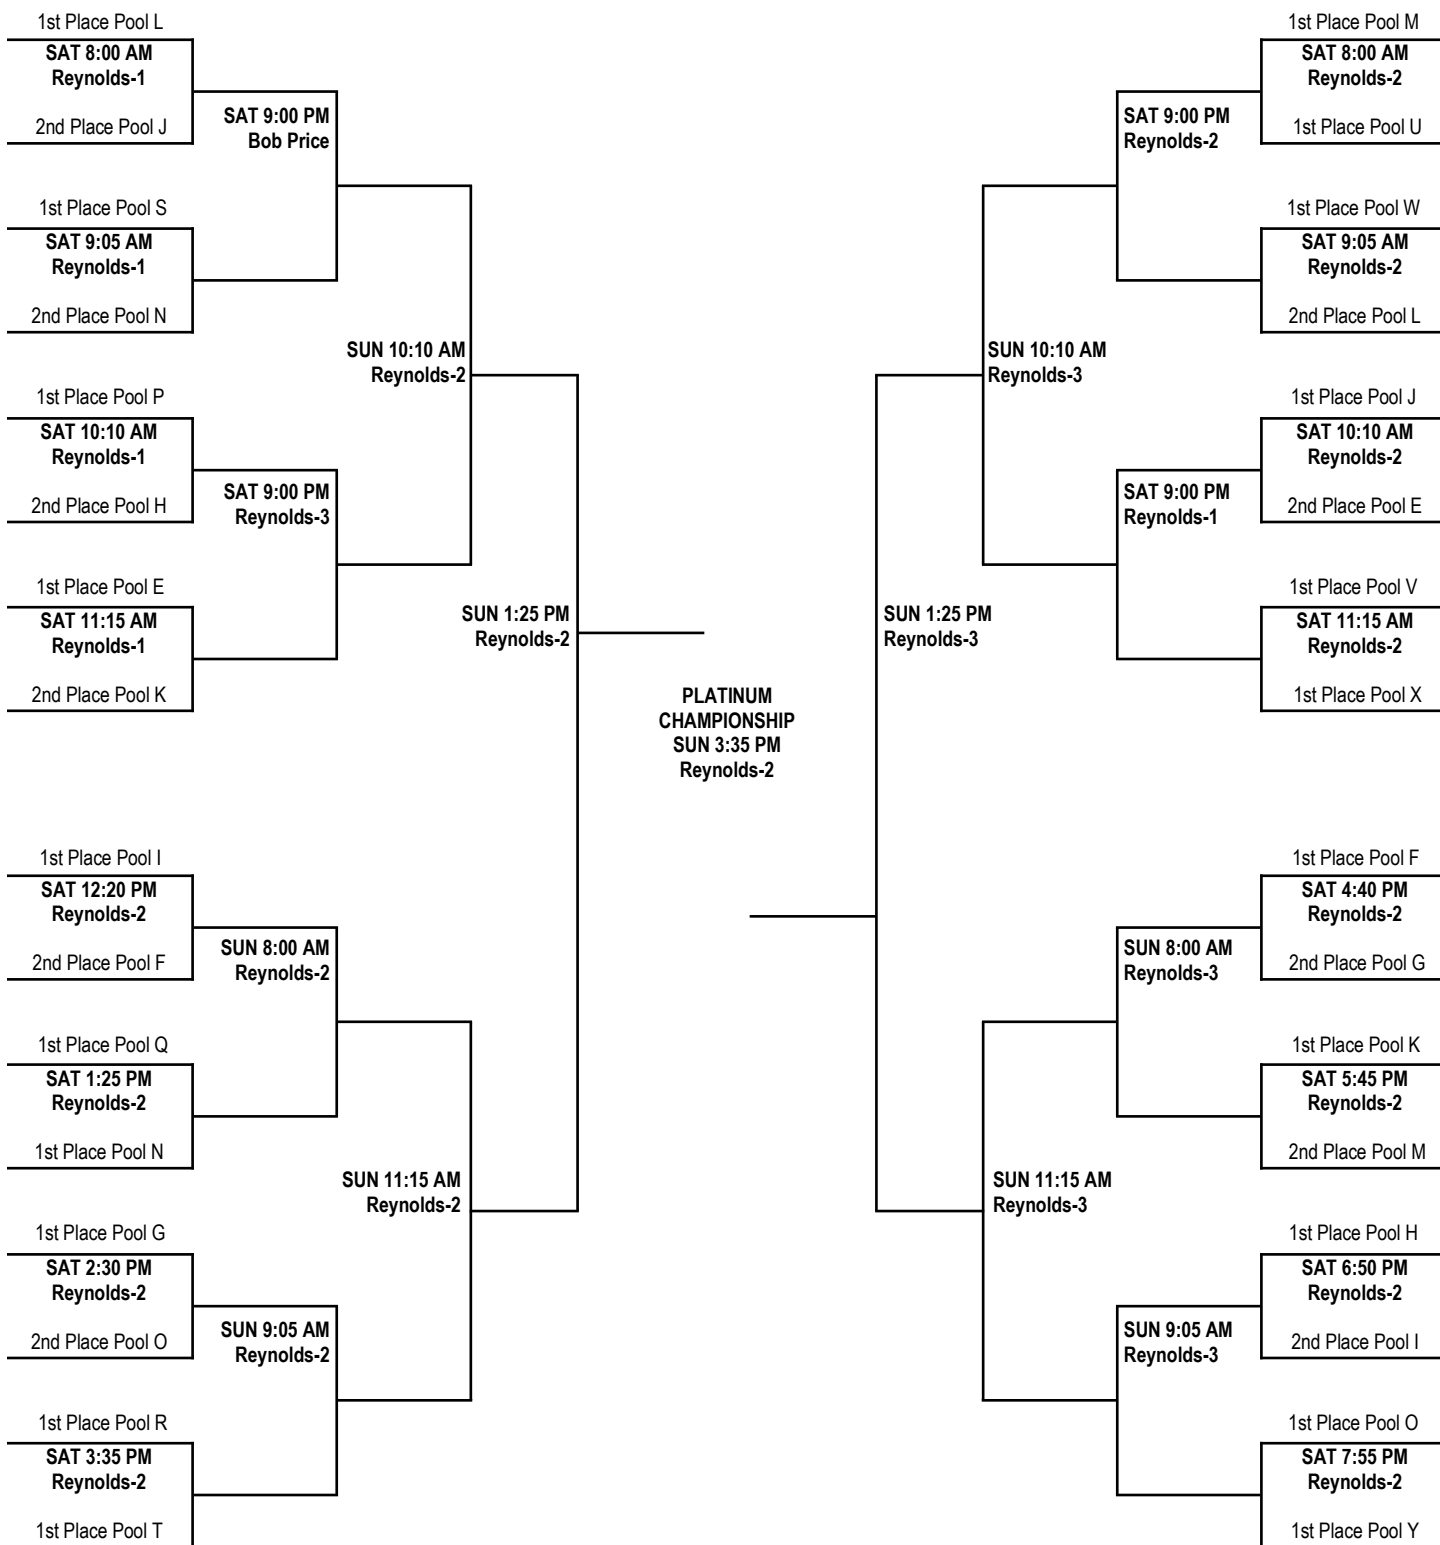 1st Place Pool L
SAT 8:00 AM
Reynolds-1
2nd Place Pool J
SAT 9:00 PM
Bob Price
1st Place Pool S
SAT 9:05 AM
Reynolds-1
2nd Place Pool N
SUN 10:10 AM
Reynolds-2
1st Place Pool P
SAT 10:10 AM
Reynolds-1
2nd Place Pool H
SAT 9:00 PM
Reynolds-3
1st Place Pool E
SAT 11:15 AM
Reynolds-1
2nd Place Pool K
SUN 1:25 PM
Reynolds-2
1st Place Pool I
SAT 12:20 PM
Reynolds-2
2nd Place Pool F
SUN 8:00 AM
Reynolds-2
1st Place Pool Q
SAT 1:25 PM
Reynolds-2
1st Place Pool N
SUN 11:15 AM
Reynolds-2
1st Place Pool G
SAT 2:30 PM
Reynolds-2
2nd Place Pool O
SUN 9:05 AM
Reynolds-2
1st Place Pool R
SAT 3:35 PM
Reynolds-2
1st Place Pool T
PLATINUM
CHAMPIONSHIP
SUN 3:35 PM
Reynolds-2
1st Place Pool M
SAT 8:00 AM
Reynolds-2
1st Place Pool U
SAT 9:00 PM
Reynolds-2
1st Place Pool W
SAT 9:05 AM
Reynolds-2
2nd Place Pool L
SUN 10:10 AM
Reynolds-3
1st Place Pool J
SAT 10:10 AM
Reynolds-2
2nd Place Pool E
SAT 9:00 PM
Reynolds-1
1st Place Pool V
SAT 11:15 AM
Reynolds-2
1st Place Pool X
SUN 1:25 PM
Reynolds-3
1st Place Pool F
SAT 4:40 PM
Reynolds-2
2nd Place Pool G
SUN 8:00 AM
Reynolds-3
1st Place Pool K
SAT 5:45 PM
Reynolds-2
2nd Place Pool M
SUN 11:15 AM
Reynolds-3
1st Place Pool H
SAT 6:50 PM
Reynolds-2
2nd Place Pool I
SUN 9:05 AM
Reynolds-3
1st Place Pool O
SAT 7:55 PM
Reynolds-2
1st Place Pool Y